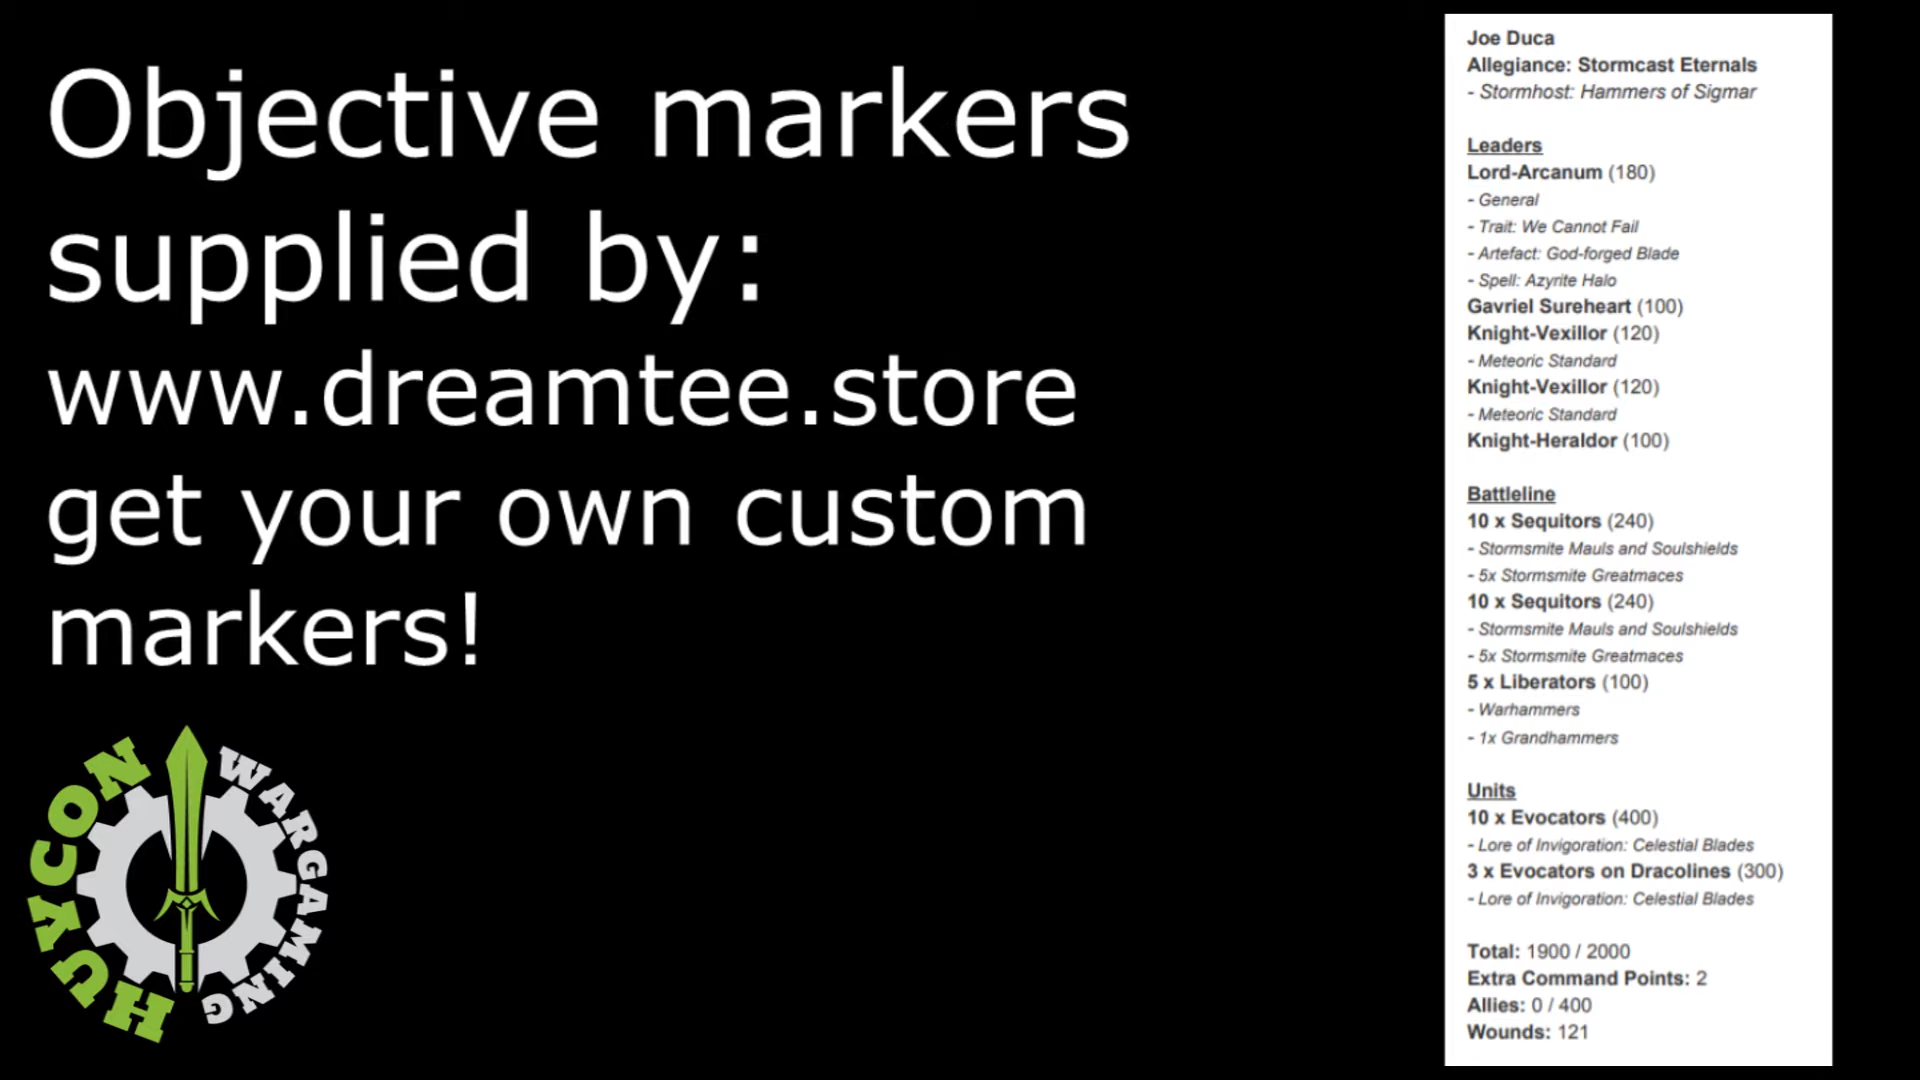 Objective markers
supplied by:
www.dreamtee.store
get your own custom
markers!
HUYCON WARGAMING
Joe Duca
Allegiance: Stormcast Eternals
- Stormhost: Hammers of Sigmar
Leaders
Lord-Arcanum (180)
- General
- Trait: We Cannot Fail
- Artefact: God-forged Blade
- Spell: Azyrite Halo
Gavriel Sureheart (100)
Knight-Vexillor (120)
- Meteoric Standard
Knight-Vexillor (120)
- Meteoric Standard
Knight-Heraldor (100)
Battleline
10 x Sequitors (240)
- Stormsmite Mauls and Soulshields
- 5x Stormsmite Greatmaces
10 x Sequitors (240)
- Stormsmite Mauls and Soulshields
- 5x Stormsmite Greatmaces
5 x Liberators (100)
- Warhammers
- 1x Grandhammers
Units
10 x Evocators (400)
- Lore of Invigoration: Celestial Blades
3 x Evocators on Dracolines (300)
- Lore of Invigoration: Celestial Blades
Total: 1900 / 2000
Extra Command Points: 2
Allies: 0 / 400
Wounds: 121